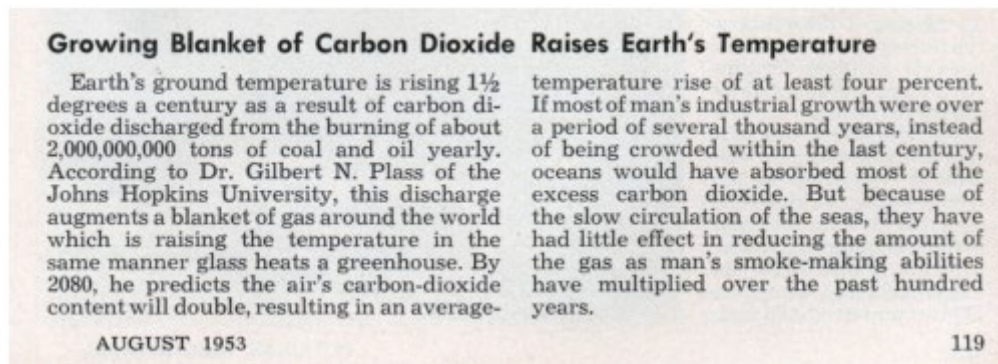 Growing Blanket of Carbon Dioxide Raises Earth's Temperature
Earth's ground temperature is rising 1½
degrees a century as a result of carbon di-
oxide discharged from the burning of about
2,000,000,000 tons of coal and oil yearly.
According to Dr. Gilbert N. Plass of the
Johns Hopkins University, this discharge
augments a blanket of gas around the world
which is raising the temperature in the
same manner glass heats a greenhouse. By
2080, he predicts the air's carbon-dioxide
content will double, resulting in an average-
temperature rise of at least four percent.
If most of man's industrial growth were over
a period of several thousand years, instead
of being crowded within the last century,
oceans would have absorbed most of the
excess carbon dioxide. But because of
the slow circulation of the seas, they have
had little effect in reducing the amount of
the gas as man's smoke-making abilities
have multiplied over the past hundred
years.
AUGUST 1953
119